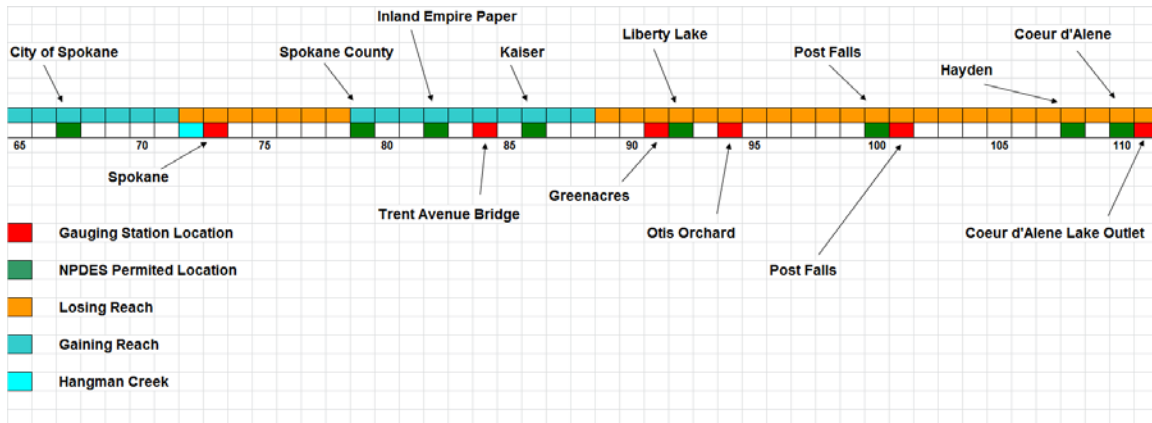 Inland Empire Paper
City of Spokane
Spokane County
Kaiser
Liberty Lake
Post Falls
Hayden
Coeur d'Alene
65 70 75 80 85 90 95 100 105 110
Spokane
Trent Avenue Bridge
Greenacres
Otis Orchard
Post Falls
Coeur d'Alene Lake Outlet
Gauging Station Location
NPDES Permited Location
Losing Reach
Gaining Reach
Hangman Creek